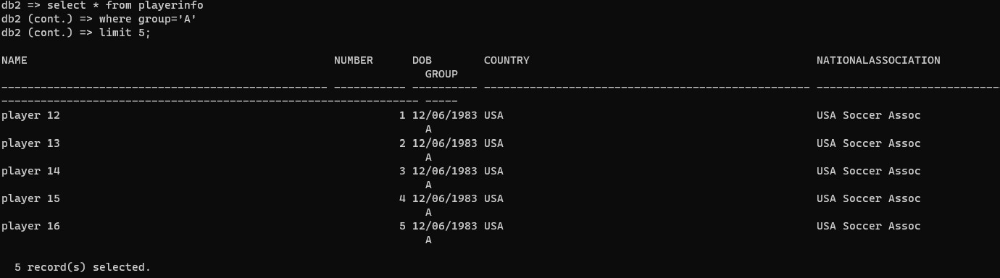 db2 => select * from playerinfo
db2 (cont.) => where group='A'
db2 (cont.) => limit 5;
NAME NUMBER DOB COUNTRY NATIONALASSOCIATION
GROUP
-------------------------------------------------- ----------- ---------- -------------------------------------------------- ----------------------------
---------------------------------------------------------------- -----
player 12 1 12/06/1983 USA USA Soccer Assoc
A
player 13 2 12/06/1983 USA USA Soccer Assoc
A
player 14 3 12/06/1983 USA USA Soccer Assoc
A
player 15 4 12/06/1983 USA USA Soccer Assoc
A
player 16 5 12/06/1983 USA USA Soccer Assoc
A
5 record(s) selected.